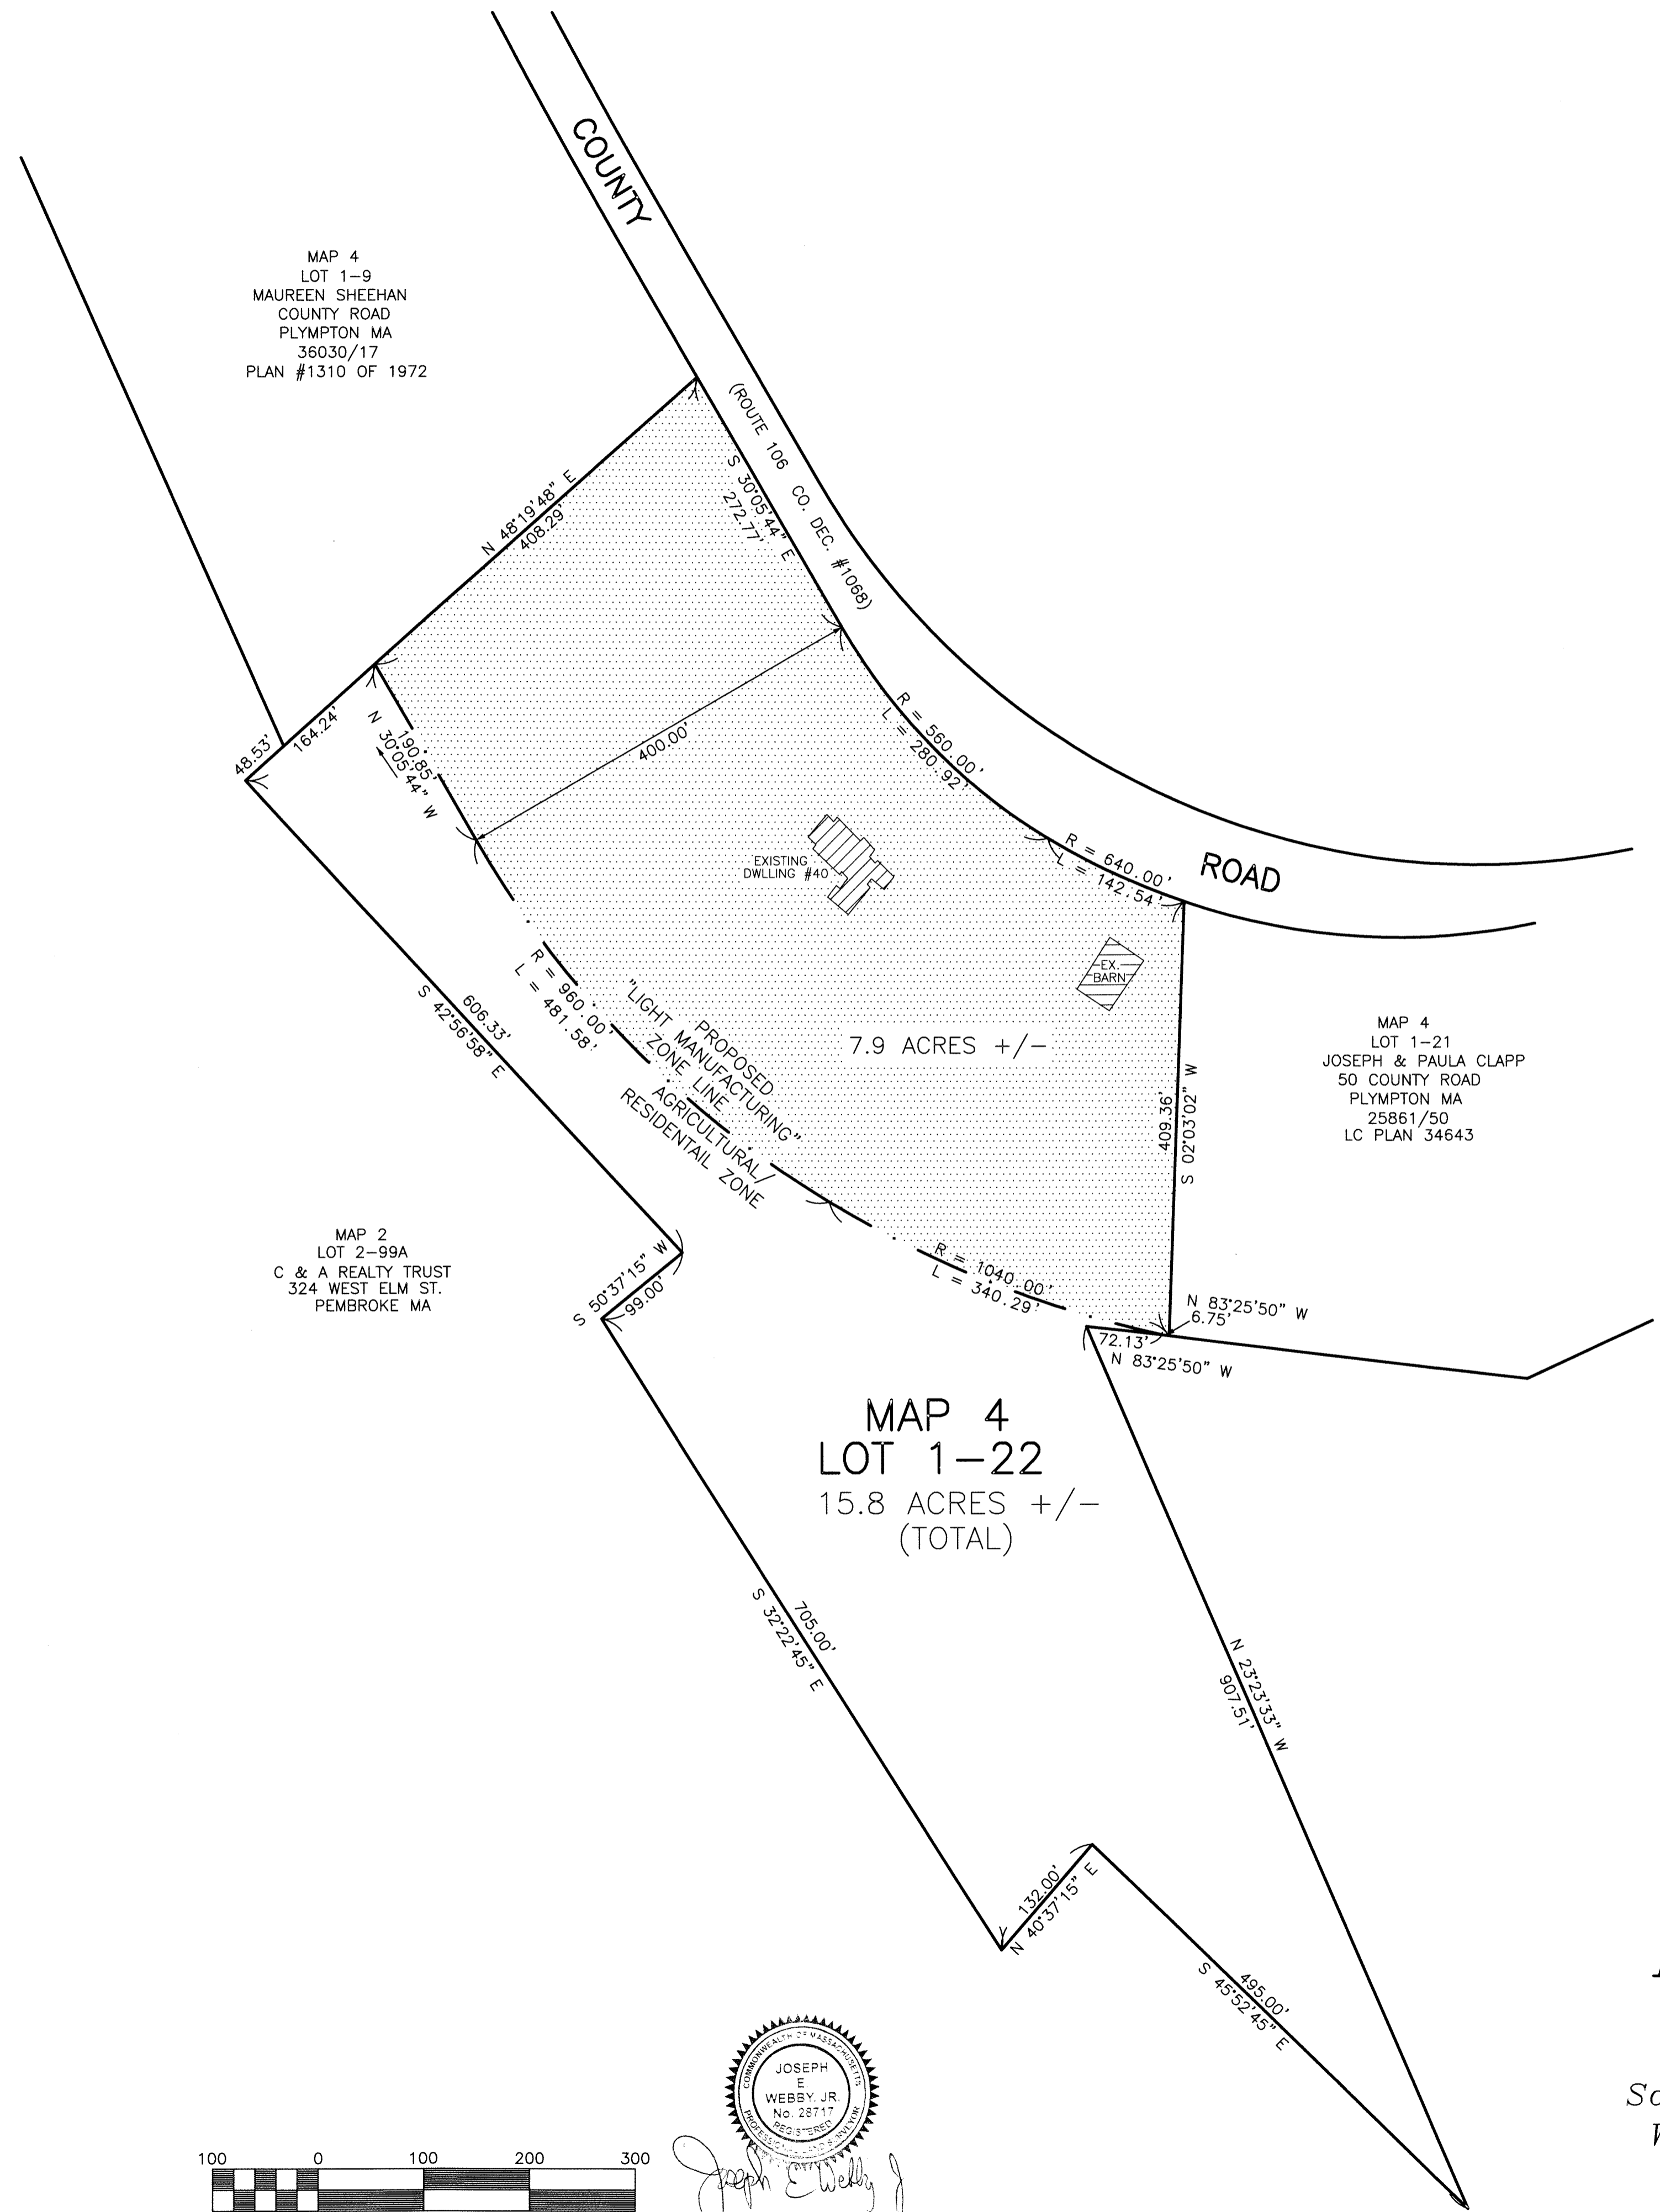 COUNTY
MAP 4
LOT 1-9
MAUREEN SHEEHAN
COUNTY ROAD
PLYMPTON MA
36030/17
PLAN #1310 OF 1972
(ROUTE 106 CO. DEC. #1068)
S 30°05'44" E
272.77'
N 48°19'48" E
408.29'
164.24'
48.53'
190.85'
N 30°05'44" W
400.00'
R = 560.00'
L = 280.92'
R = 640.00'
L = 142.54'
ROAD
EXISTING
DWLLING #40
EX.
BARN
7.9 ACRES +/-
R = 960.00'
L = 481.58'
PROPOSED
"LIGHT MANUFACTURING"
ZONE LINE
AGRICULTURAL/
RESIDENTAIL ZONE
606.33'
S 42°56'58" E
MAP 4
LOT 1-21
JOSEPH & PAULA CLAPP
50 COUNTY ROAD
PLYMPTON MA
25861/50
LC PLAN 34643
409.36'
S 02°03'02" W
MAP 2
LOT 2-99A
C & A REALTY TRUST
324 WEST ELM ST.
PEMBROKE MA
S 50°37'15" W
99.00'
R = 1040.00'
L = 340.29'
N 83°25'50" W
6.75'
72.13'
N 83°25'50" W
MAP 4
LOT 1-22
15.8 ACRES +/-
(TOTAL)
705.00'
S 32°22'45" E
N 23°23'33" W
907.51'
132.00'
N 40°37'15" E
495.00'
S 45°52'45" E
COMMONWEALTH OF MASSACHUSETTS
JOSEPH
E.
WEBBY, JR.
No. 28717
REGISTERED
PROFESSIONAL LAND SURVEYOR
Joseph E Webby J
100 0 100 200 300